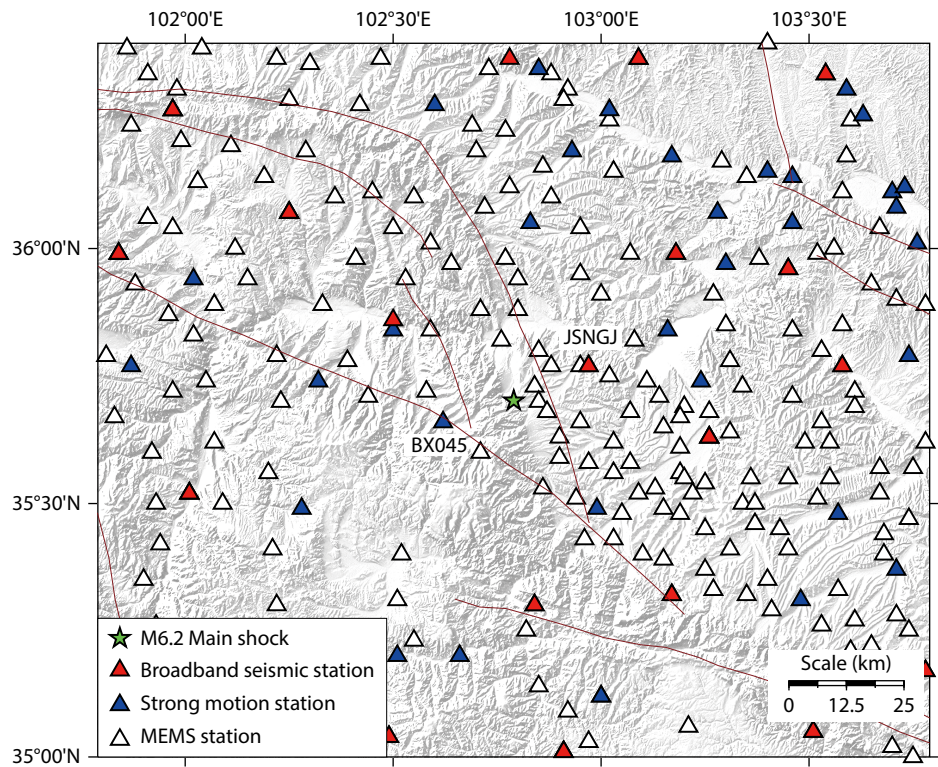 102°00'E 102°30'E 103°00'E 103°30'E
36°00'N
JSNGJ
BX045
35°30'N
M6.2 Main shock
Broadband seismic station
Strong motion station
MEMS station
Scale (km)
0 12.5 25
35°00'N